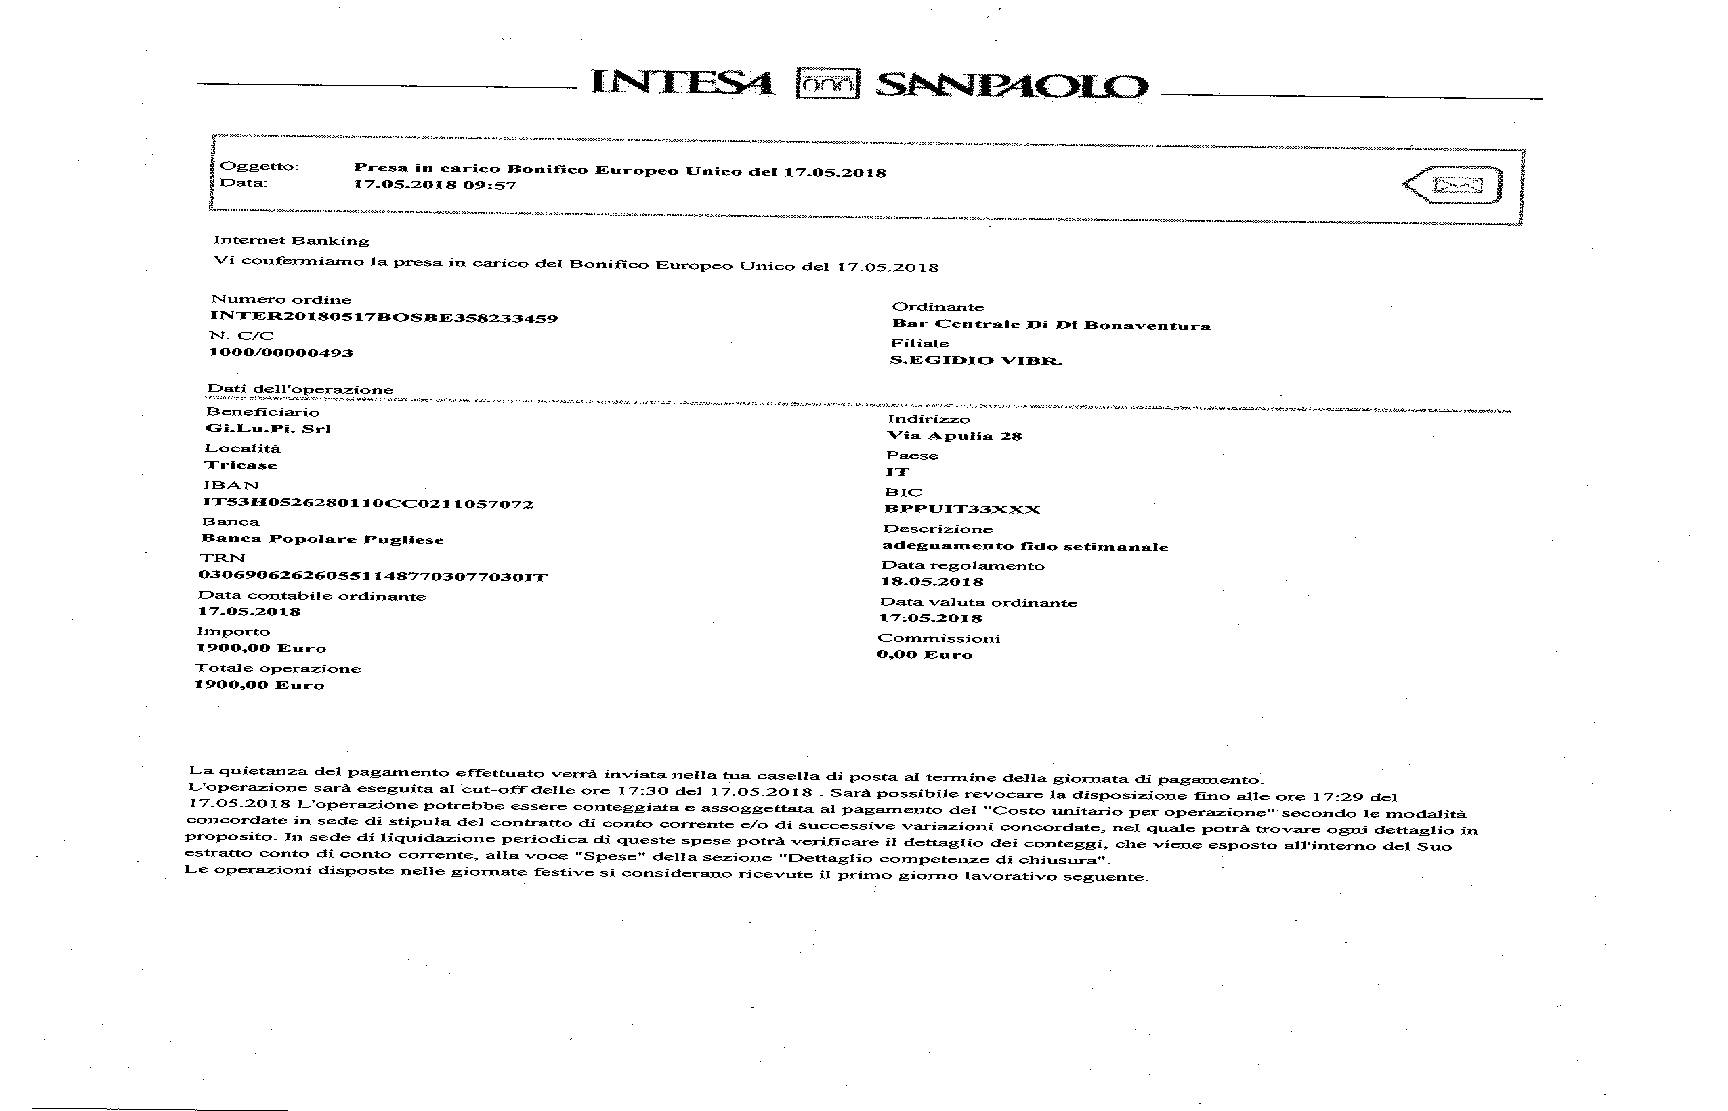 INTESA SANPAOLO
Oggetto: Presa in carico Bonifico Europeo Unico del 17.05.2018
Data: 17.05.2018 09:57
Internet Banking
Vi confermiamo la presa in carico del Bonifico Europeo Unico del 17.05.2018
Numero ordine
INTER20180517BOSBE358233459
N. C/C
1000/00000493
Ordinante
Bar Centrale Di Di Bonaventura
Filiale
S.EGIDIO VIBR.
Dati dell'operazione
Beneficiario
Gi.Lu.Pi. Srl
Località
Tricase
IBAN
IT53H0526280110CC0211057072
Banca
Banca Popolare Pugliese
TRN
0306906262605511487703077030IT
Data contabile ordinante
17.05.2018
Importo
1900,00 Euro
Totale operazione
1900,00 Euro
Indirizzo
Via Apulia 28
Paese
IT
BIC
BPPUIT33XXX
Descrizione
adeguamento fido setimanale
Data regolamento
18.05.2018
Data valuta ordinante
17.05.2018
Commissioni
0,00 Euro
La quietanza del pagamento effettuato verrà inviata nella tua casella di posta al termine della giornata di pagamento.
L'operazione sarà eseguita al cut-off delle ore 17:30 del 17.05.2018 . Sarà possibile revocare la disposizione fino alle ore 17:29 del
17.05.2018 L'operazione potrebbe essere conteggiata e assoggettata al pagamento del "Costo unitario per operazione" secondo le modalità
concordate in sede di stipula del contratto di conto corrente e/o di successive variazioni concordate, nel quale potrà trovare ogni dettaglio in
proposito. In sede di liquidazione periodica di queste spese potrà verificare il dettaglio dei conteggi, che viene esposto all'interno del Suo
estratto conto di conto corrente, alla voce "Spese" della sezione "Dettaglio competenze di chiusura".
Le operazioni disposte nelle giornate festive si considerano ricevute il primo giorno lavorativo seguente.